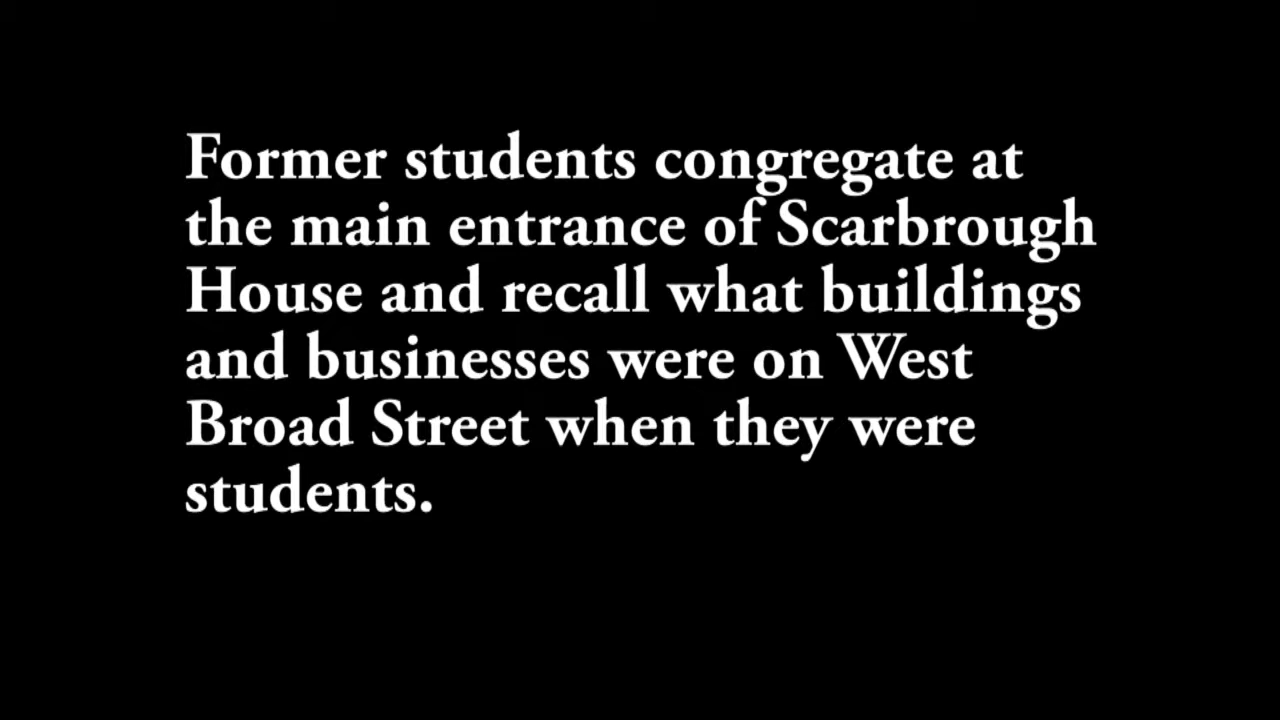 Former students congregate at
the main entrance of Scarbrough
House and recall what buildings
and businesses were on West
Broad Street when they were
students.